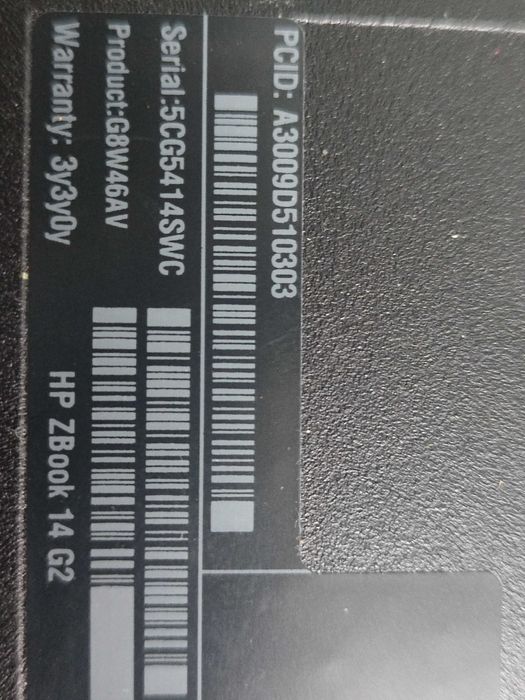 PCID: A3009D510303
Serial:5CG5414SWC
Product:G8W46AV
Warranty: 3y3y0y
HP ZBook 14 G2